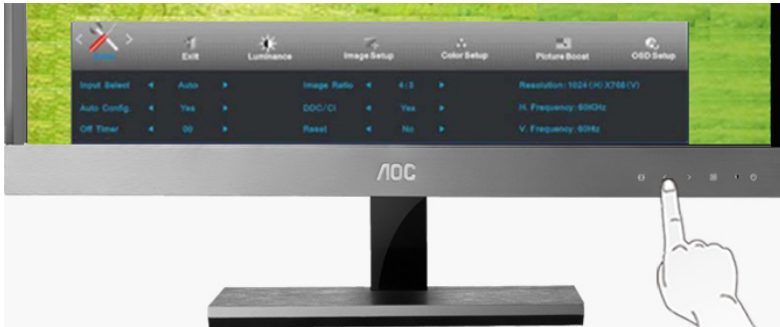 < >
Extra Exit Luminance Image Setup Color Setup Picture Boost OSD Setup
Input Select Auto Image Ratio 4:3 Resolution: 1024 (H) X768 (V)
Auto Config. Yes DDC/CI Yes H. Frequency: 60KHz
Off Timer 00 Reset No V. Frequency: 60Hz
AOC